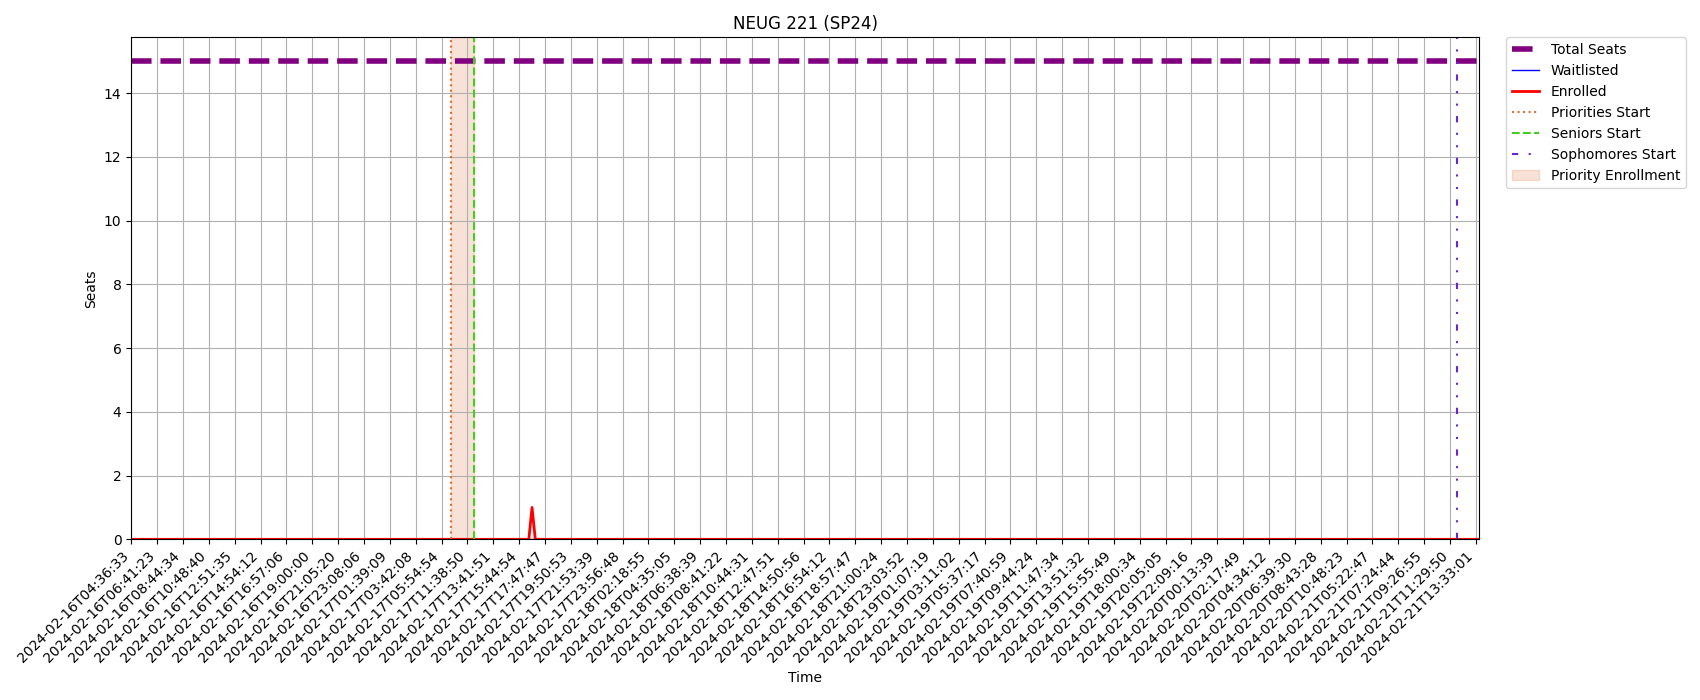 NEUG 221 (SP24)
Total Seats
Waitlisted
Enrolled
Priorities Start
Seniors Start
Sophomores Start
Priority Enrollment
Seats
14
12
10
8
6
4
2
0
2024-02-16T04:36:33
2024-02-16T06:41:23
2024-02-16T08:44:34
2024-02-16T10:48:40
2024-02-16T12:51:35
2024-02-16T14:54:12
2024-02-16T16:57:06
2024-02-16T19:00:00
2024-02-16T21:05:20
2024-02-16T23:08:06
2024-02-17T01:39:09
2024-02-17T03:42:08
2024-02-17T05:54:54
2024-02-17T11:38:50
2024-02-17T13:41:51
2024-02-17T15:44:54
2024-02-17T17:47:47
2024-02-17T19:50:53
2024-02-17T21:53:39
2024-02-17T23:56:48
2024-02-18T02:18:55
2024-02-18T04:35:05
2024-02-18T06:38:39
2024-02-18T08:41:22
2024-02-18T10:44:31
2024-02-18T12:47:51
2024-02-18T14:50:56
2024-02-18T16:54:12
2024-02-18T18:57:47
2024-02-18T21:00:24
2024-02-18T23:03:52
2024-02-19T01:07:19
2024-02-19T03:11:02
2024-02-19T05:37:17
2024-02-19T07:40:59
2024-02-19T09:44:24
2024-02-19T11:47:34
2024-02-19T13:51:32
2024-02-19T15:55:49
2024-02-19T18:00:34
2024-02-19T20:05:05
2024-02-19T22:09:16
2024-02-20T00:13:39
2024-02-20T02:17:49
2024-02-20T04:34:12
2024-02-20T06:39:30
2024-02-20T08:43:28
2024-02-20T10:48:23
2024-02-21T05:22:47
2024-02-21T07:24:44
2024-02-21T09:26:55
2024-02-21T11:29:50
2024-02-21T13:33:01
Time